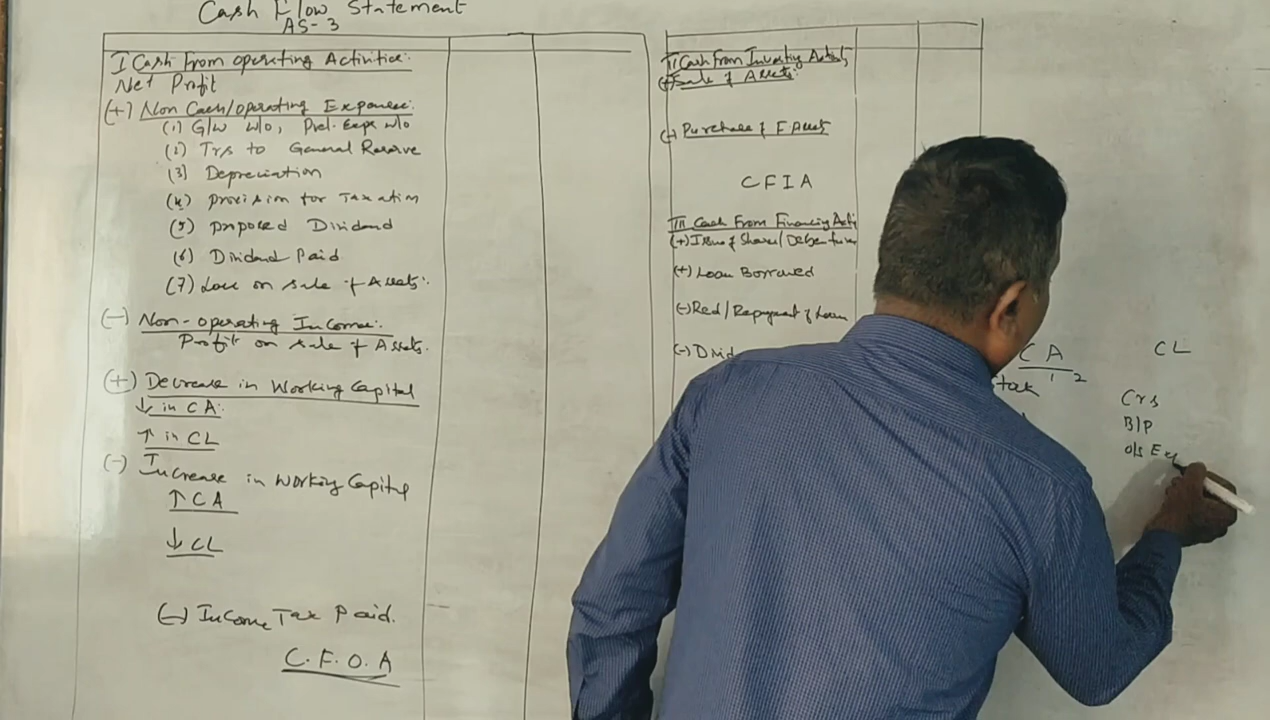 Cash Flow Statement
AS-3
I Cash From operating Activities:
Net Profit
(+) Non Cash/operating Expenses:
(1) G/W w/o, Prel. Exps w/o
(2) Trs to General Reserve
(3) Depreciation
(4) Provision for Taxation
(5) Proposed Dividend
(6) Dividend Paid
(7) Loss on sale of Assets:
(-) Non-operating Income:
Profit on sale of Assets.
(+) Decrease in Working Capital
↓ in CA:
↑ in CL
(-) Increase in Working Capital
↑ CA
↓ CL
(-) Income Tax Paid.
C.F.O.A
II Cash From Investing
(+) Sale of Assets:
(-) Purchase of F Asset
CFIA
III Cash From Financing Acti
(+) Issue of Shares/Debentures
(+) Loan Borrowed
(-) Red/Repayment of Loan
(-) Divid
CA
1 2
Stock
CL
Crs
B/P
o/s Exp